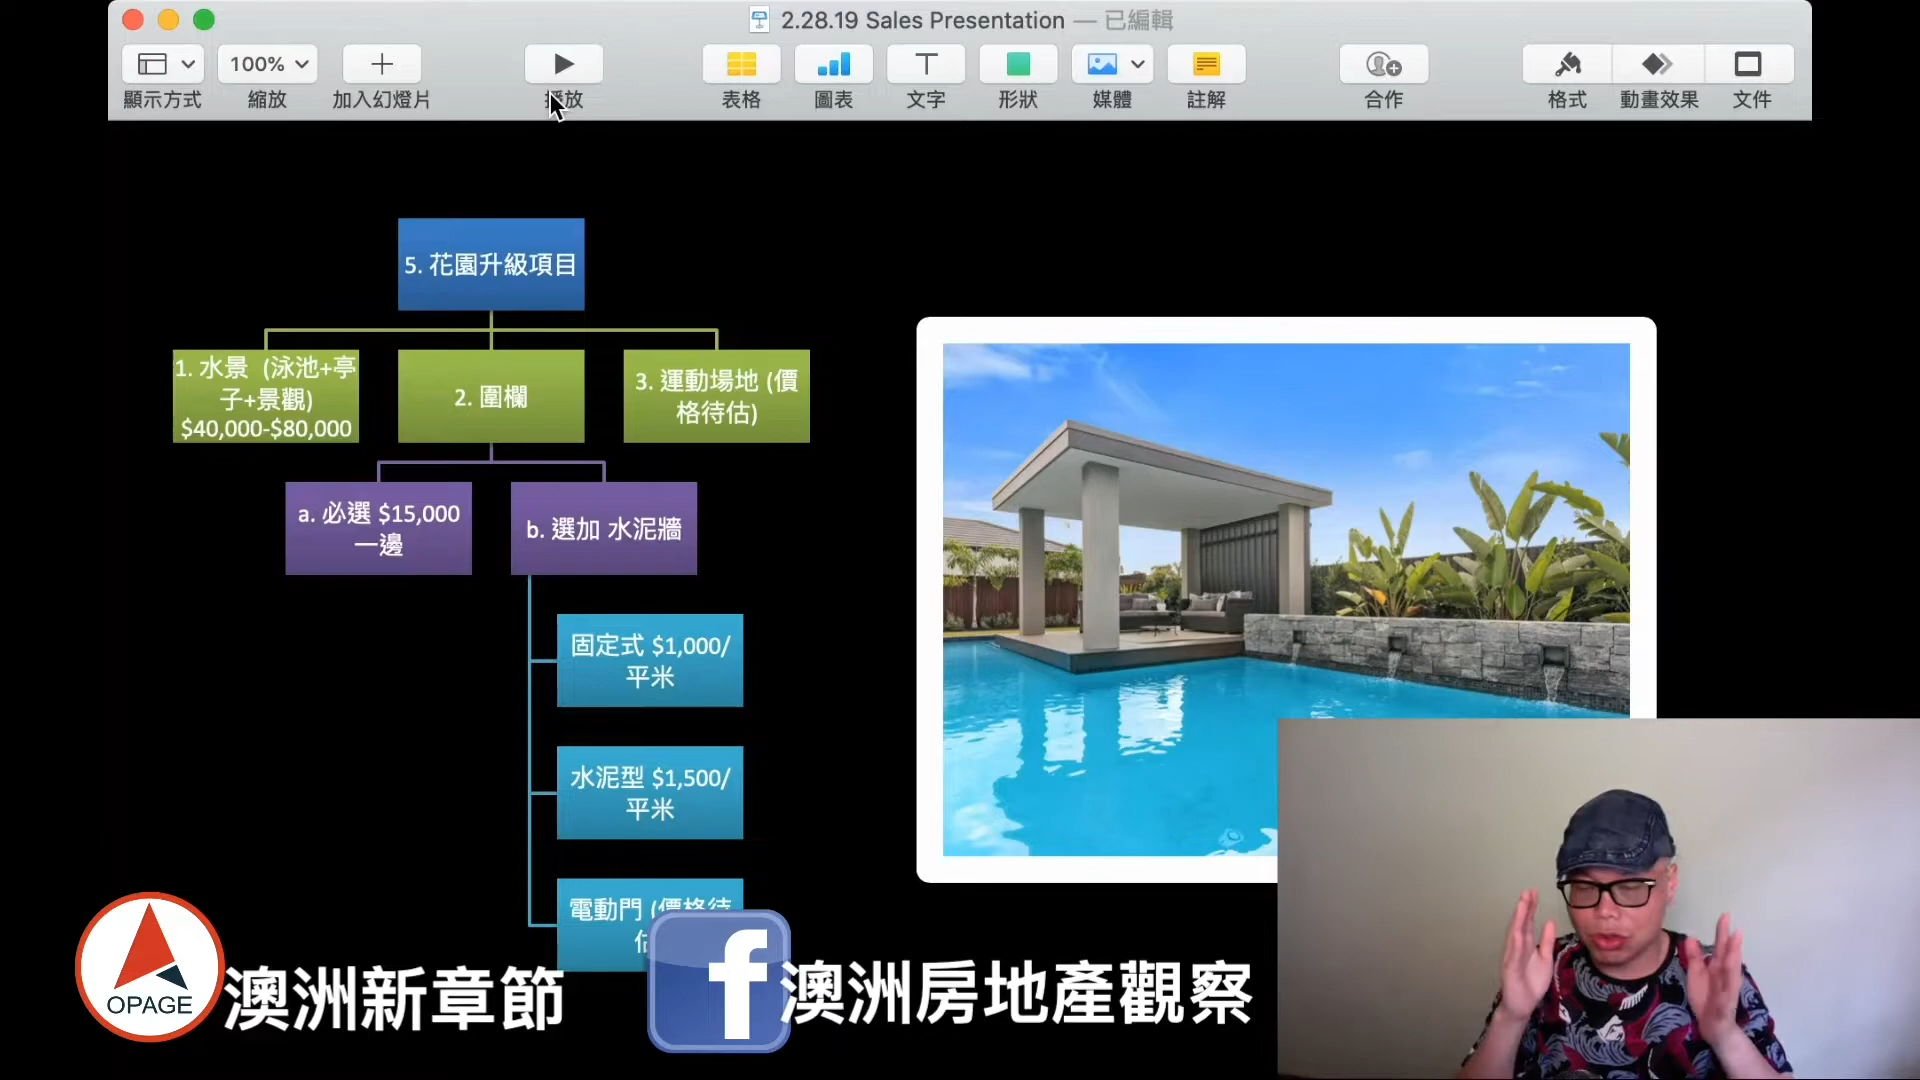 2.28.19 Sales Presentation — 已編輯
100%
顯示方式 縮放 加入幻燈片 播放 表格 圖表 文字 形狀 媒體 註解 合作 格式 動畫效果 文件
5. 花園升級項目
1. 水景 (泳池+亭
子+景觀)
$40,000-$80,000
2. 圍欄
3. 運動場地 (價
格待估)
a. 必選 $15,000
一邊
b. 選加 水泥牆
固定式 $1,000/
平米
水泥型 $1,500/
平米
電動門 (價格待
OPAGE
澳洲新章節
f
澳洲房地產觀察